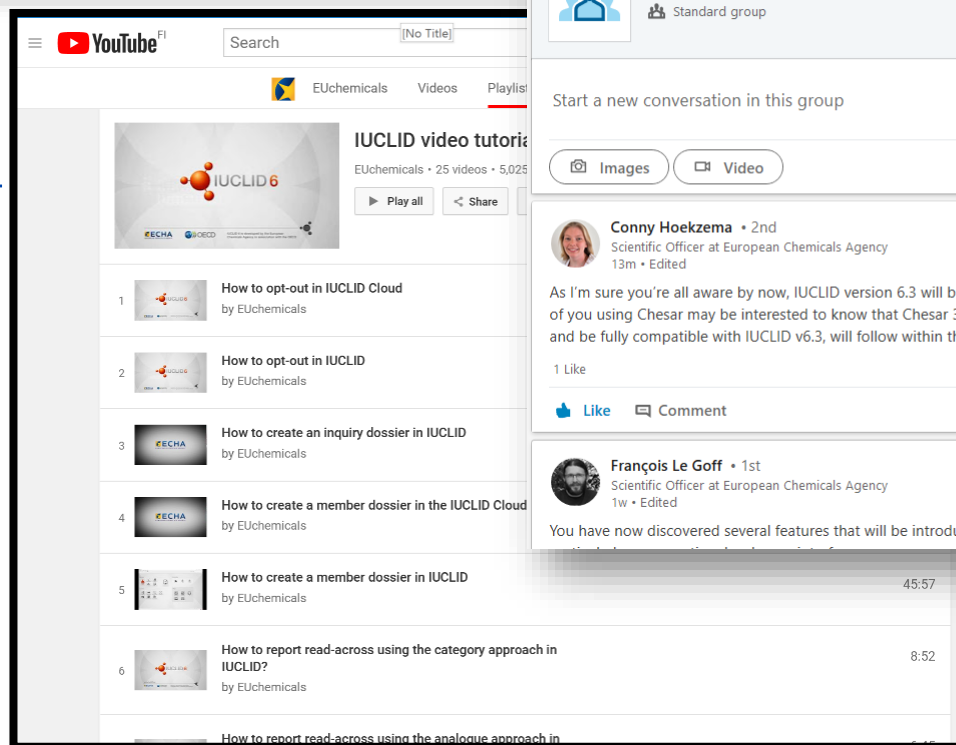 YouTube FI
Search
[No Title]
EUchemicals Videos Playlist
IUCLID 6
ECHA OECD
IUCLID video tutoria
EUchemicals • 25 videos • 5,025
Play all
Share
1
How to opt-out in IUCLID Cloud
by EUchemicals
2
How to opt-out in IUCLID
by EUchemicals
3
ECHA
How to create an inquiry dossier in IUCLID
by EUchemicals
4
ECHA
How to create a member dossier in the IUCLID Cloud
by EUchemicals
5
How to create a member dossier in IUCLID
by EUchemicals
45:57
6
How to report read-across using the category approach in
IUCLID?
by EUchemicals
8:52
How to report read-across using the analogue approach in
Standard group
Start a new conversation in this group
Images
Video
Conny Hoekzema • 2nd
Scientific Officer at European Chemicals Agency
13m • Edited
As I'm sure you're all aware by now, IUCLID version 6.3 will b
of you using Chesar may be interested to know that Chesar 3
and be fully compatible with IUCLID v6.3, will follow within th
1 Like
Like
Comment
François Le Goff • 1st
Scientific Officer at European Chemicals Agency
1w • Edited
You have now discovered several features that will be introdu